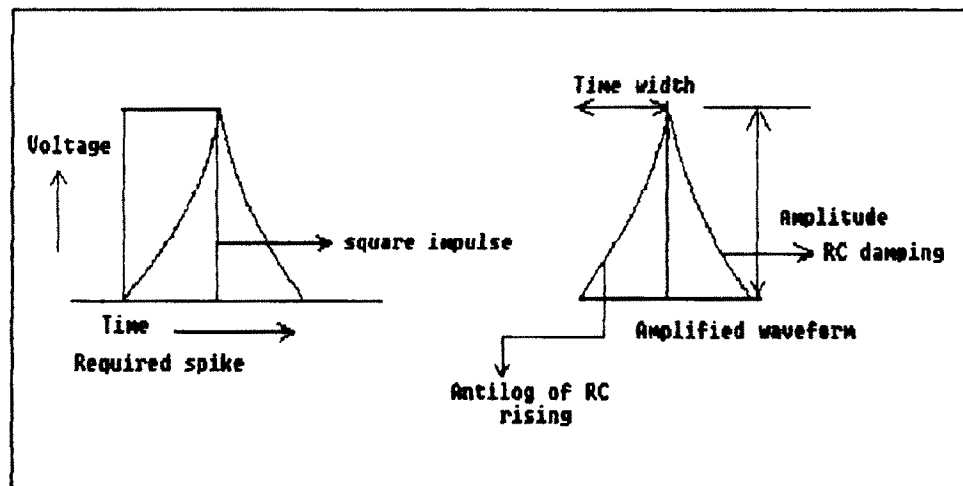 Voltage
square impulse
Time
Required spike
Time width
Amplitude
RC damping
Amplified waveform
Antilog of RC
rising